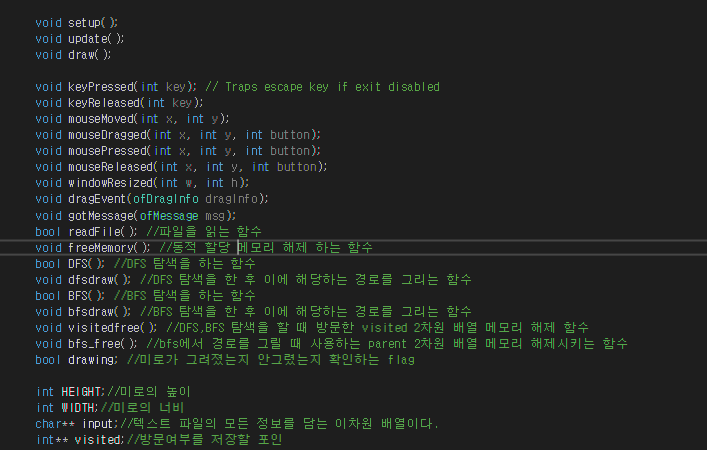 void setup();
void update();
void draw();
void keyPressed(int key); // Traps escape key if exit disabled
void keyReleased(int key);
void mouseMoved(int x, int y);
void mouseDragged(int x, int y, int button);
void mousePressed(int x, int y, int button);
void mouseReleased(int x, int y, int button);
void windowResized(int w, int h);
void dragEvent(ofDragInfo dragInfo);
void gotMessage(ofMessage msg);
bool readFile(); //파일을 읽는 함수
void freeMemory(); //동적 할당 메모리 해제 하는 함수
bool DFS(); //DFS 탐색을 하는 함수
void dfsdraw(); //DFS 탐색을 한 후 이에 해당하는 경로를 그리는 함수
bool BFS(); //BFS 탐색을 하는 함수
void bfsdraw(); //BFS 탐색을 한 후 이에 해당하는 경로를 그리는 함수
void visitedfree(); //DFS,BFS 탐색을 할 때 방문한 visited 2차원 배열 메모리 해제 함수
void bfs_free(); //bfs에서 경로를 그릴 때 사용하는 parent 2차원 배열 메모리 해제시키는 함수
bool drawing; //미로가 그려졌는지 안그렸는지 확인하는 flag
int HEIGHT;//미로의 높이
int WIDTH;//미로의 너비
char** input;//텍스트 파일의 모든 정보를 담는 이차원 배열이다.
int** visited;//방문여부를 저장할 포인